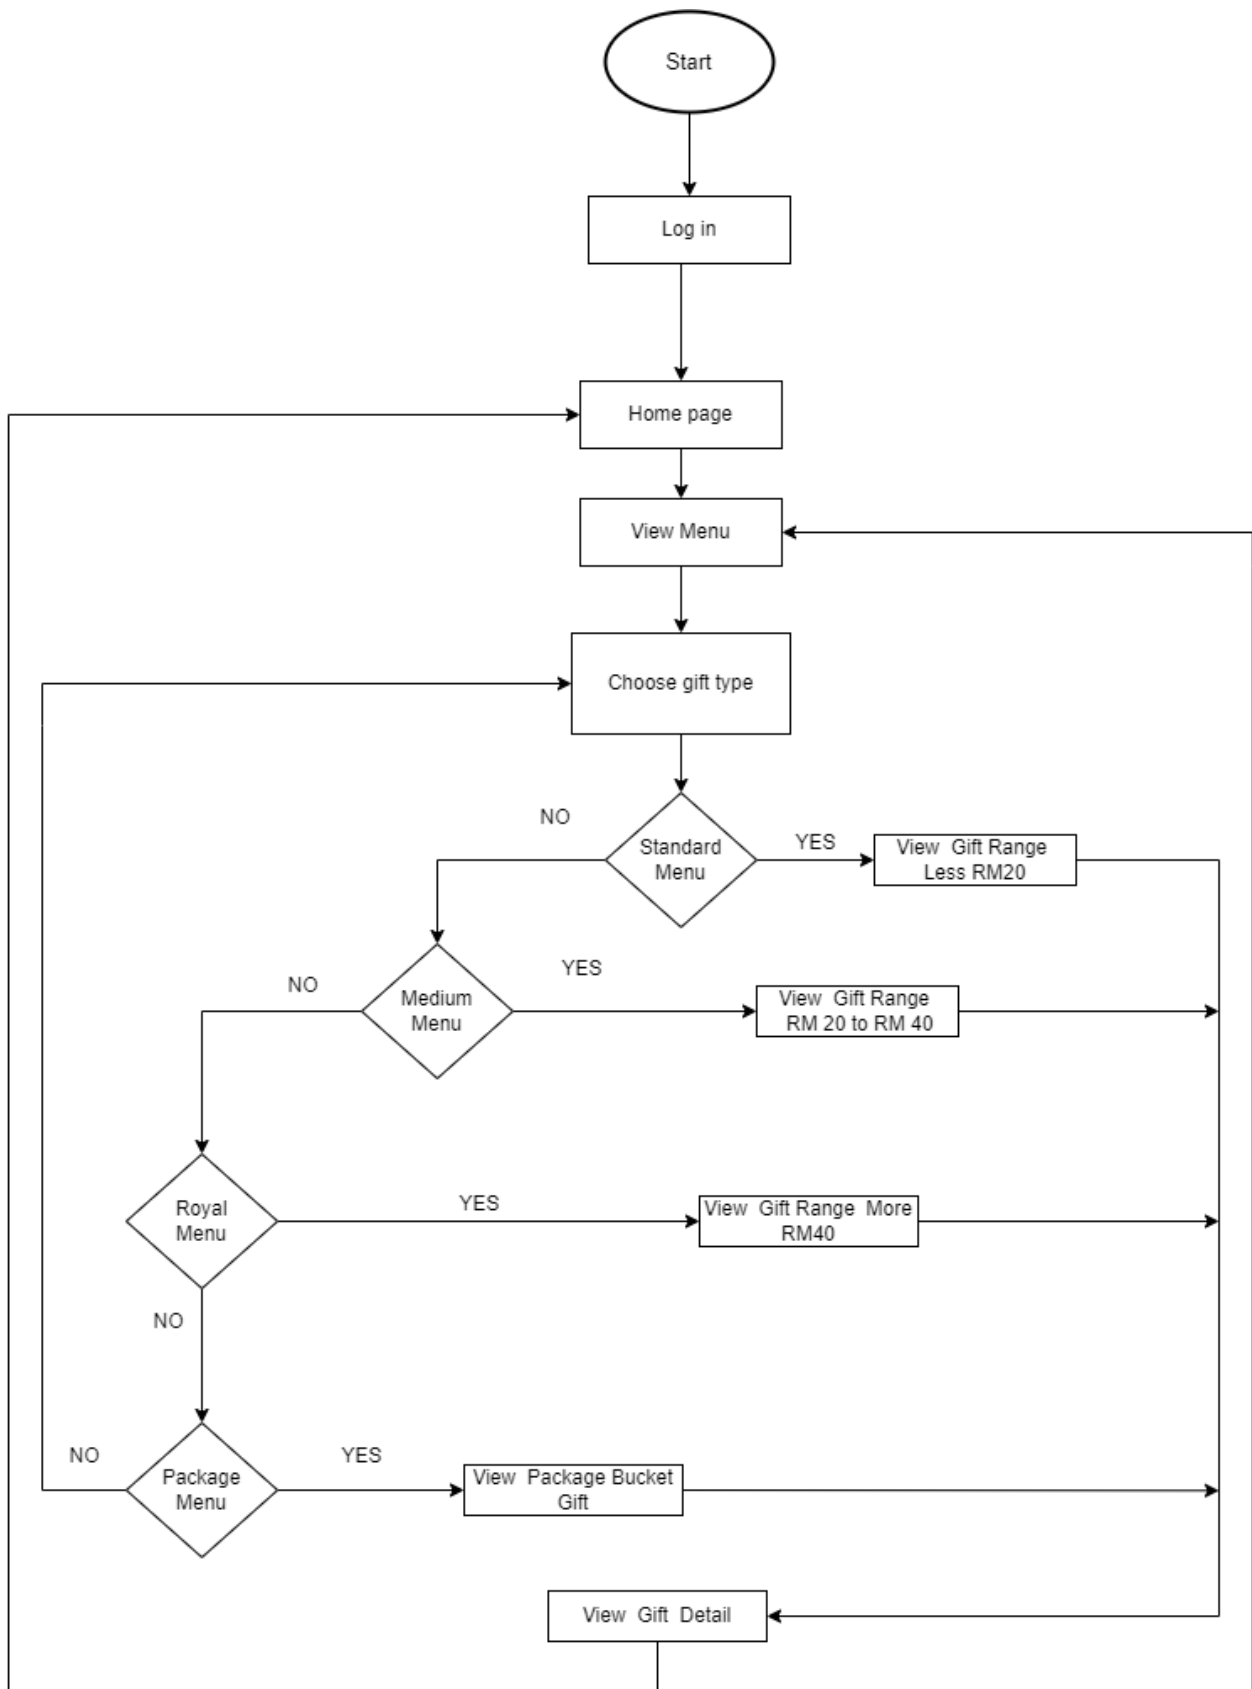 Start
Log in
Home page
View Menu
Choose gift type
NO
Standard
Menu
YES
View  Gift Range
Less RM20
NO
Medium
Menu
YES
View  Gift Range
RM 20 to RM 40
Royal
Menu
YES
View  Gift Range  More
RM40
NO
NO
Package
Menu
YES
View  Package Bucket
Gift
View  Gift  Detail